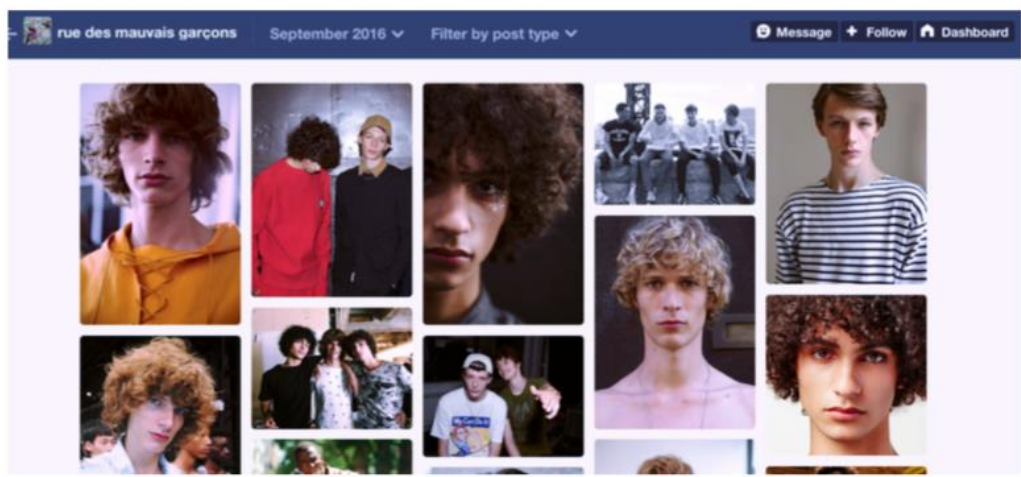 rue des mauvais garçons
September 2016
Filter by post type
Message
Follow
Dashboard